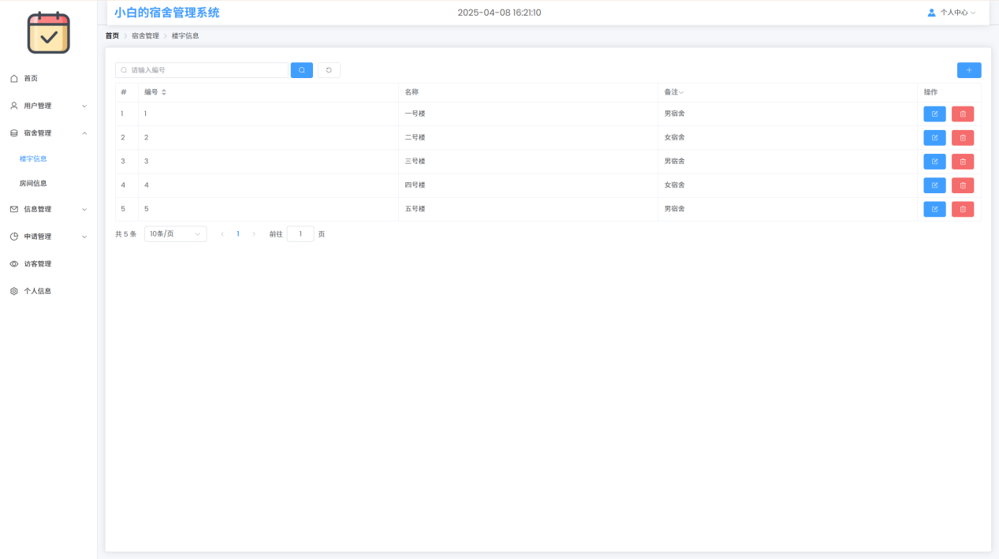 小白的宿舍管理系统
2025-04-08 16:21:10
个人中心
首页
用户管理
宿舍管理
楼宇信息
房间信息
信息管理
申请管理
访客管理
个人信息
首页 宿舍管理 楼宇信息
请输入编号
# 编号 名称 备注 操作
1 1 一号楼 男宿舍
2 2 二号楼 女宿舍
3 3 三号楼 男宿舍
4 4 四号楼 女宿舍
5 5 五号楼 男宿舍
共 5 条 10条/页 1 前往 1 页